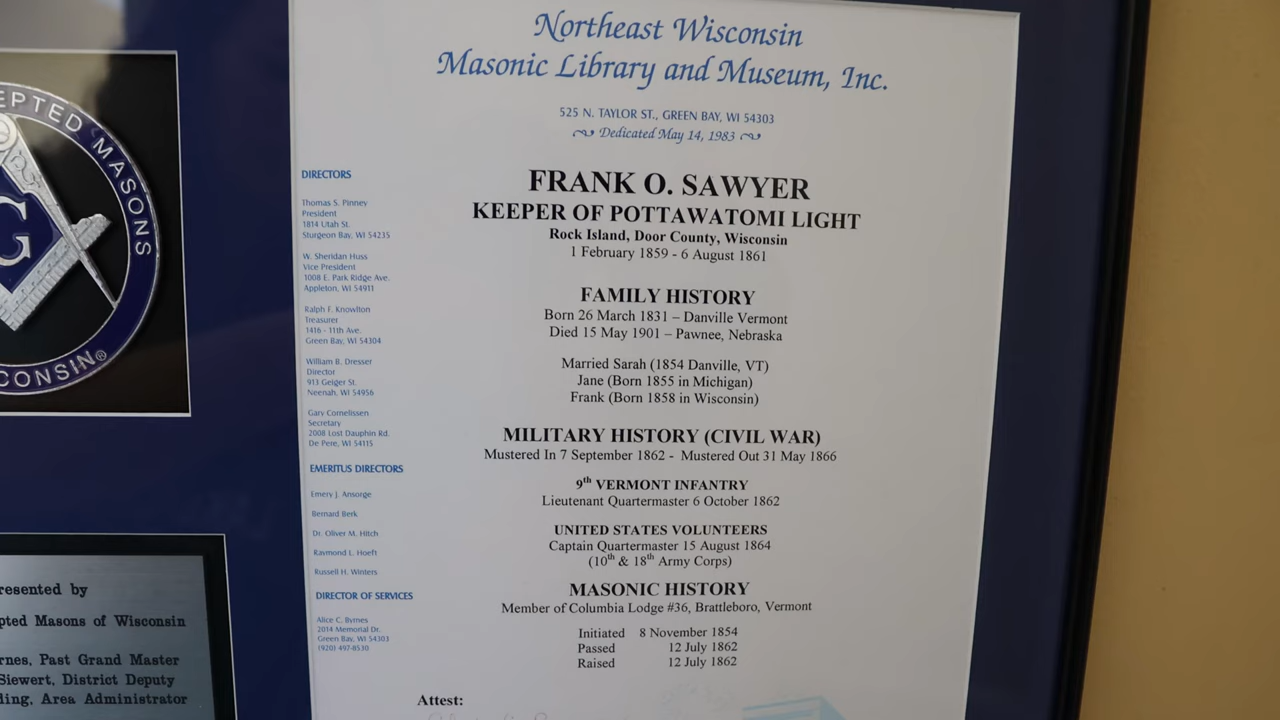 EPTED MASONS
G
CONSIN®
resented by
pted Masons of Wisconsin
rnes, Past Grand Master
Siewert, District Deputy
ding, Area Administrator
Northeast Wisconsin
Masonic Library and Museum, Inc.
525 N. TAYLOR ST., GREEN BAY, WI 54303
Dedicated May 14, 1983
DIRECTORS
Thomas S. Pinney
President
1814 Utah St.
Sturgeon Bay, WI 54235
W. Sheridan Huss
Vice President
1008 E. Park Ridge Ave.
Appleton, WI 54911
Ralph F. Knowlton
Treasurer
1416 - 11th Ave.
Green Bay, WI 54304
William B. Dresser
Director
913 Geiger St.
Neenah, WI 54956
Gary Cornelissen
Secretary
2008 Lost Dauphin Rd.
De Pere, WI 54115
EMERITUS DIRECTORS
Emery J. Ansorge
Bernard Berk
Dr. Oliver M. Hitch
Raymond L. Hoeft
Russell H. Winters
DIRECTOR OF SERVICES
Alice C. Byrnes
2014 Memorial Dr.
Green Bay, WI 54303
(920) 497-8530
FRANK O. SAWYER
KEEPER OF POTTAWATOMI LIGHT
Rock Island, Door County, Wisconsin
1 February 1859 - 6 August 1861
FAMILY HISTORY
Born 26 March 1831 – Danville Vermont
Died 15 May 1901 – Pawnee, Nebraska
Married Sarah (1854 Danville, VT)
Jane (Born 1855 in Michigan)
Frank (Born 1858 in Wisconsin)
MILITARY HISTORY (CIVIL WAR)
Mustered In 7 September 1862 - Mustered Out 31 May 1866
9th VERMONT INFANTRY
Lieutenant Quartermaster 6 October 1862
UNITED STATES VOLUNTEERS
Captain Quartermaster 15 August 1864
(10th & 18th Army Corps)
MASONIC HISTORY
Member of Columbia Lodge #36, Brattleboro, Vermont
Initiated 8 November 1854
Passed 12 July 1862
Raised 12 July 1862
Attest: